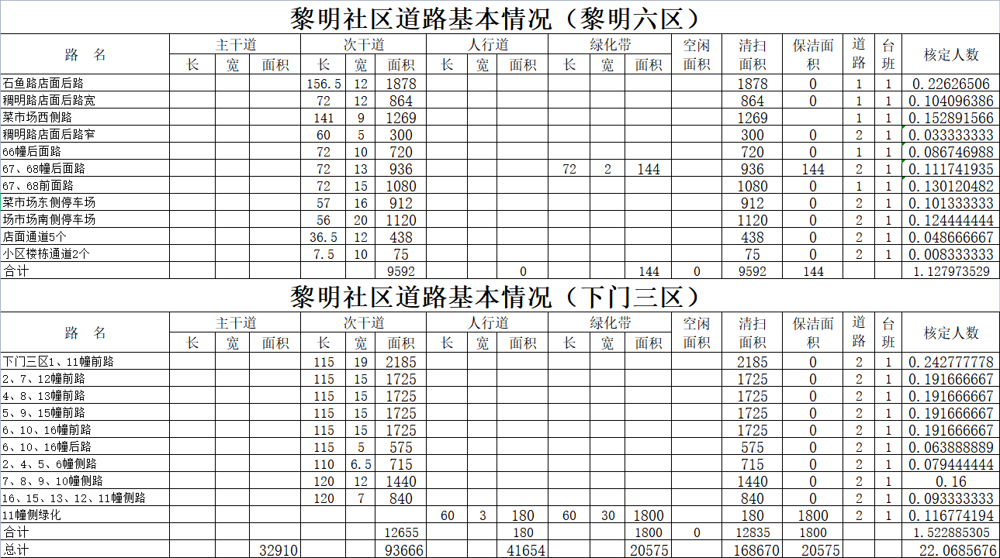 黎明社区道路基本情况（黎明六区）
路 名 主干道 次干道 人行道 绿化带 空闲面积 清扫面积 保洁面积 道路 台班 核定人数
长 宽 面积 长 宽 面积 长 宽 面积 长 宽 面积
石鱼路店面后路 156.5 12 1878 1878 0 1 1 0.22626506
稠明路店面后路宽 72 12 864 864 0 1 1 0.104096386
菜市场西侧路 141 9 1269 1269 1 1 0.152891566
稠明路店面后路窄 60 5 300 300 0 2 1 0.033333333
66幢后面路 72 10 720 720 0 1 1 0.086746988
67、68幢后面路 72 13 936 72 2 144 936 144 2 1 0.111741935
67、68前面路 72 15 1080 1080 0 1 1 0.130120482
菜市场东侧停车场 57 16 912 912 0 2 1 0.101333333
场市场南侧停车场 56 20 1120 1120 0 2 1 0.124444444
店面通道5个 36.5 12 438 438 0 2 1 0.048666667
小区楼栋通道2个 7.5 10 75 75 0 2 1 0.008333333
合计 9592 0 144 0 9592 144 1.127973529
黎明社区道路基本情况（下门三区）
路 名 主干道 次干道 人行道 绿化带 空闲面积 清扫面积 保洁面积 道路 台班 核定人数
长 宽 面积 长 宽 面积 长 宽 面积 长 宽 面积
下门三区1、11幢前路 115 19 2185 2185 0 2 1 0.242777778
2、7、12幢前路 115 15 1725 1725 0 2 1 0.191666667
4、8、13幢前路 115 15 1725 1725 0 2 1 0.191666667
5、9、15幢前路 115 15 1725 1725 0 2 1 0.191666667
6、10、16幢前路 115 15 1725 1725 0 2 1 0.191666667
6、10、16幢后路 115 5 575 575 0 2 1 0.063888889
2、4、5、6幢侧路 110 6.5 715 715 0 2 1 0.079444444
7、8、9、10幢侧路 120 12 1440 1440 0 2 1 0.16
16、15、13、12、11幢侧路 120 7 840 840 0 2 1 0.093333333
11幢侧绿化 60 3 180 60 30 1800 180 1800 2 1 0.116774194
合计 12655 180 1800 0 12835 1800 1.522885305
总计 32910 93666 41654 20575 168670 20575 22.0685676